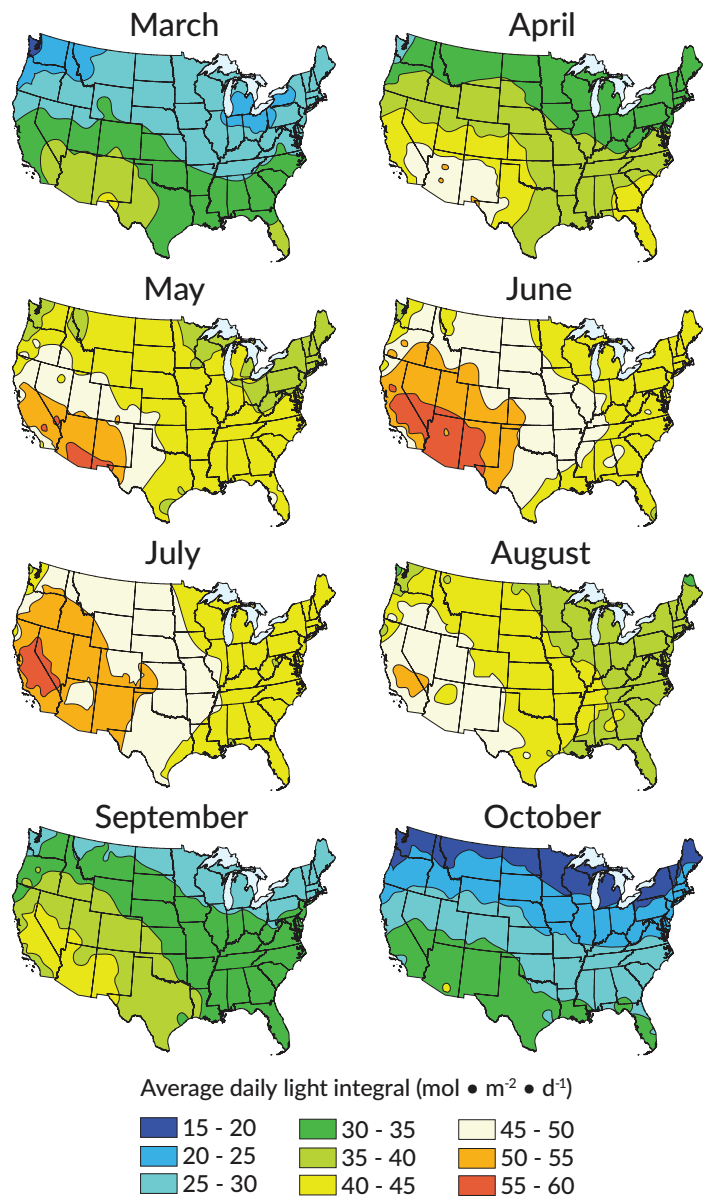 March
April
May
June
July
August
September
October
Average daily light integral (mol • m⁻² • d⁻¹)
15 - 20
30 - 35
45 - 50
20 - 25
35 - 40
50 - 55
25 - 30
40 - 45
55 - 60